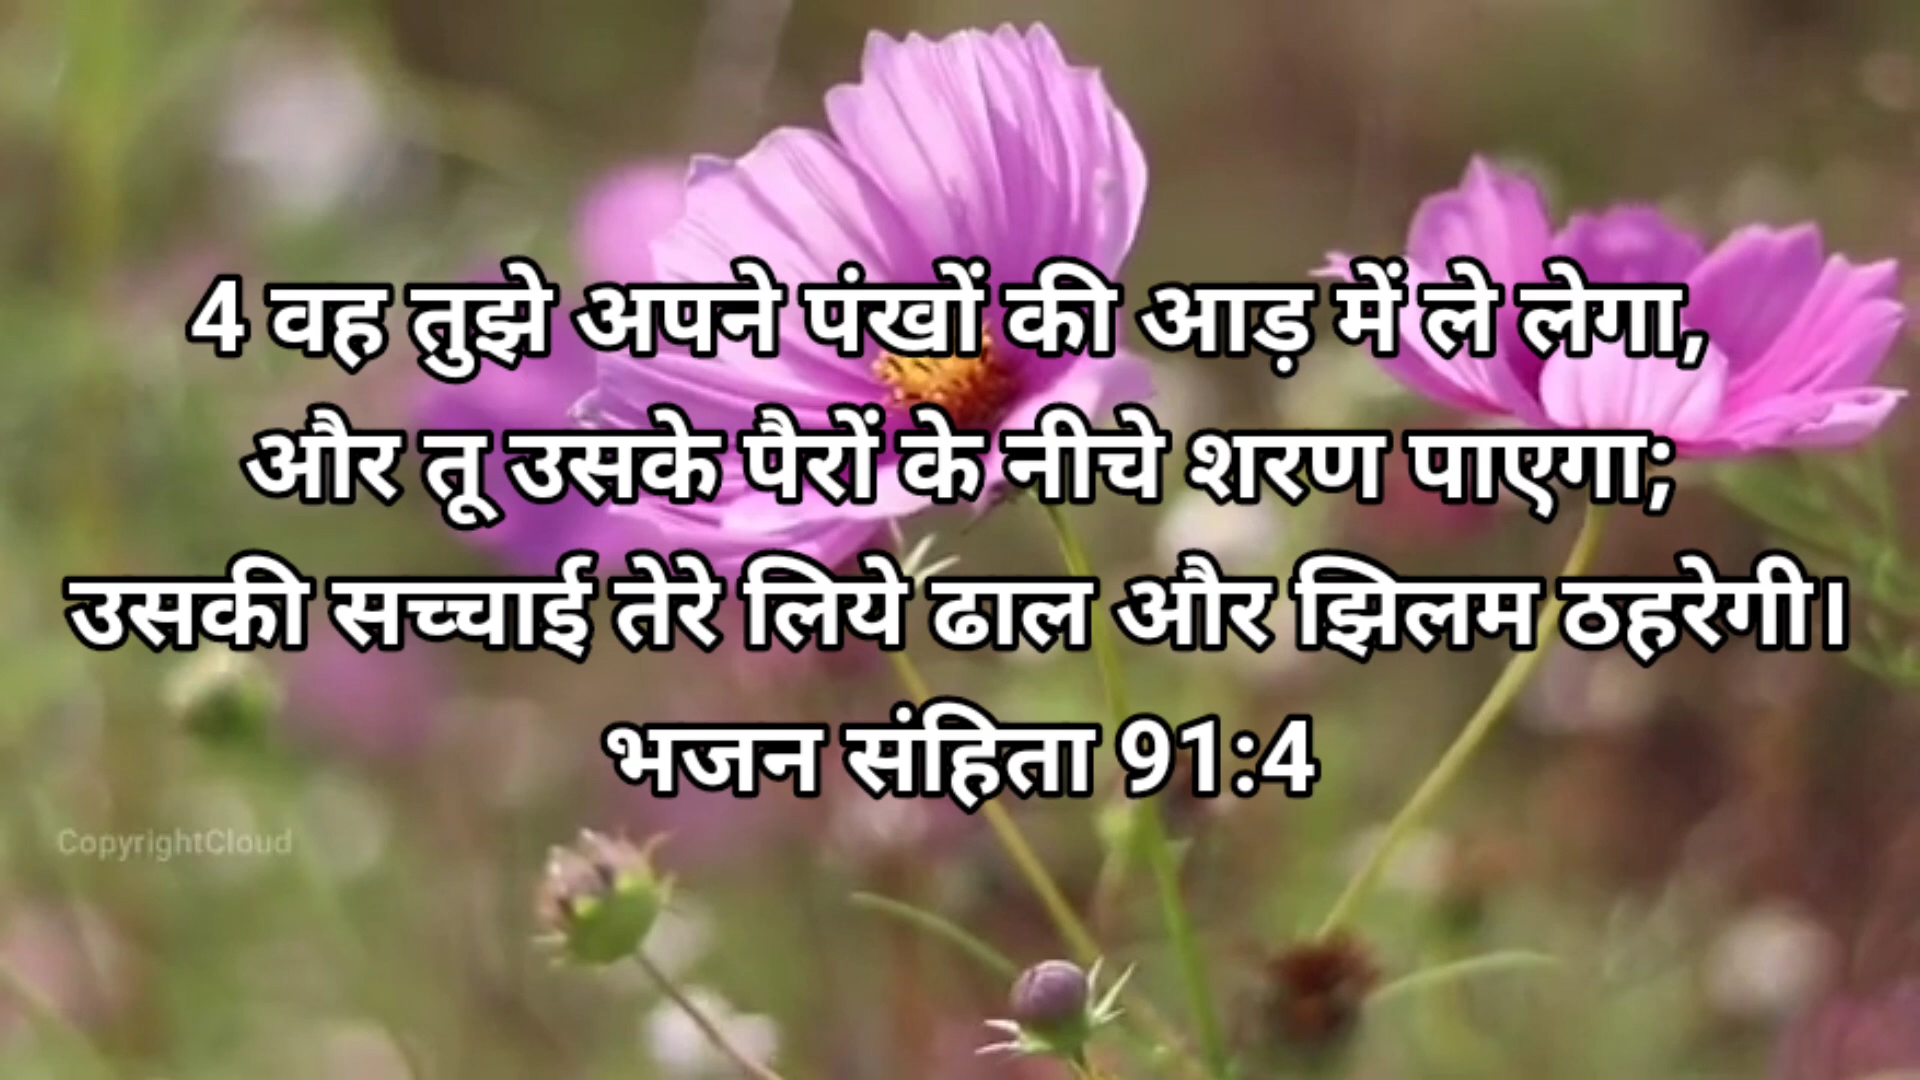 4 वह तुझे अपने पंखों की आड़ में ले लेगा,
और तू उसके पैरों के नीचे शरण पाएगा;
उसकी सच्चाई तेरे लिये ढाल और झिलम ठहरेगी।
भजन संहिता 91:4
CopyrightCloud